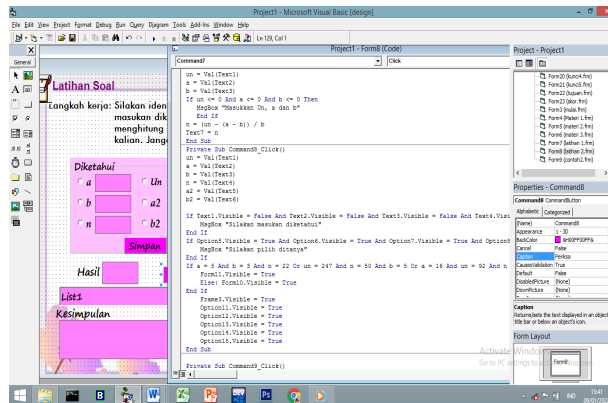 Project1 - Microsoft Visual Basic [design]
File Edit View Project Format Debug Run Query Diagram Tools Add-Ins Window Help
Ln 129, Col 1
General
Latihan Soal
Langkah kerja: Silakan iden
masukan dik
menghitung
kalian. Jang
Diketahui
a
Un
b
a2
n
b2
Simpan
Hasil
List1
Kesimpulan
Project1 - Form8 (Code)
Command7
Click
un = Val(Text1)
a = Val(Text2)
b = Val(Text3)
If un <= 0 And a <= 0 And b <= 0 Then
MsgBox "Masukkan Un, a dan b"
End If
n = (un - (a - b)) / b
Text7 = n
End Sub
Private Sub Command8_Click()
un = Val(Text1)
a = Val(Text2)
b = Val(Text3)
n = Val(Text4)
a2 = Val(Text5)
b2 = Val(Text6)
If Text1.Visible = False And Text2.Visible = False And Text3.Visible = False And Text4.Visi
MsgBox "Silakan masukan diketahui"
End If
If Option5.Visible = True And Option6.Visible = True And Option7.Visible = True And Option8
MsgBox "Silakan pilih ditanya"
End If
If a = 5 And b = 3 And n = 22 Or un = 247 And n = 50 And b = 5 Or a = 16 And un = 92 And n
Form11.Visible = True
Else: Form10.Visible = True
End If
Frame3.Visible = True
Option11.Visible = True
Option12.Visible = True
Option13.Visible = True
Option14.Visible = True
Option15.Visible = True
End Sub
Private Sub Command9_Click()
Project - Project1
Form20 (kunci4.frm)
Form21 (kunci5.frm)
Form22 (tujuan.frm)
Form23 (skor.frm)
Form3 (mulai.frm)
Form4 (Materi 1.frm)
Form5 (materi 2.frm)
Form6 (materi 3.frm)
Form7 (latihan 1.frm)
Form8 (latihan 2.frm)
Form9 (contoh2.frm)
Properties - Command8
Command8 CommandButton
Alphabetic Categorized
(Name) Command8
Appearance 1 - 3D
BackColor &H00FF00FF&
Cancel False
Caption Periksa
CausesValidation True
Default False
DisabledPicture (None)
DownPicture (None)
Caption
Returns/sets the text displayed in an object's title bar or below an object's icon.
Form Layout
Form8
Activate Windows
Go to PC settings to activate Windows.
IND
15:41